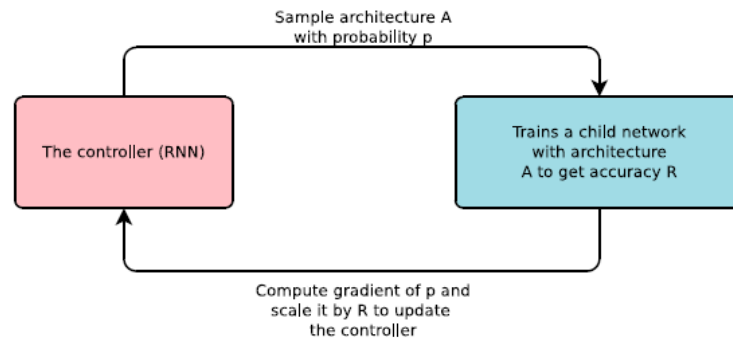 Sample architecture A
with probability p
The controller (RNN)
Trains a child network
with architecture
A to get accuracy R
Compute gradient of p and
scale it by R to update
the controller